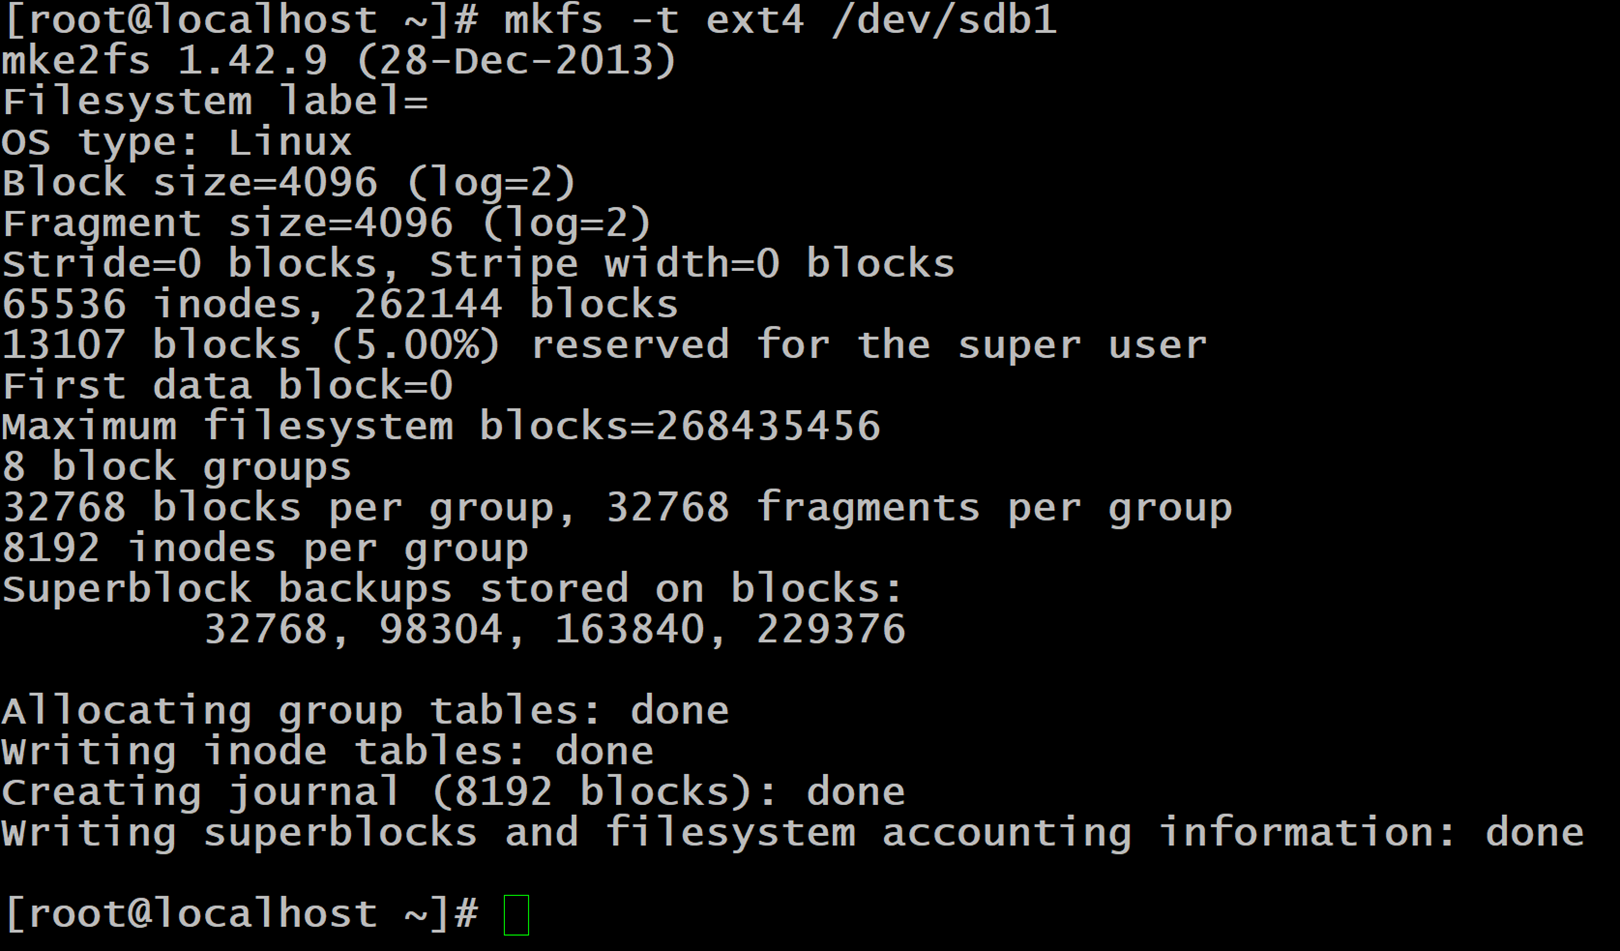 [root@localhost ~]# mkfs -t ext4 /dev/sdb1
mke2fs 1.42.9 (28-Dec-2013)
Filesystem label=
OS type: Linux
Block size=4096 (log=2)
Fragment size=4096 (log=2)
Stride=0 blocks, Stripe width=0 blocks
65536 inodes, 262144 blocks
13107 blocks (5.00%) reserved for the super user
First data block=0
Maximum filesystem blocks=268435456
8 block groups
32768 blocks per group, 32768 fragments per group
8192 inodes per group
Superblock backups stored on blocks:
        32768, 98304, 163840, 229376
Allocating group tables: done
Writing inode tables: done
Creating journal (8192 blocks): done
Writing superblocks and filesystem accounting information: done
[root@localhost ~]#